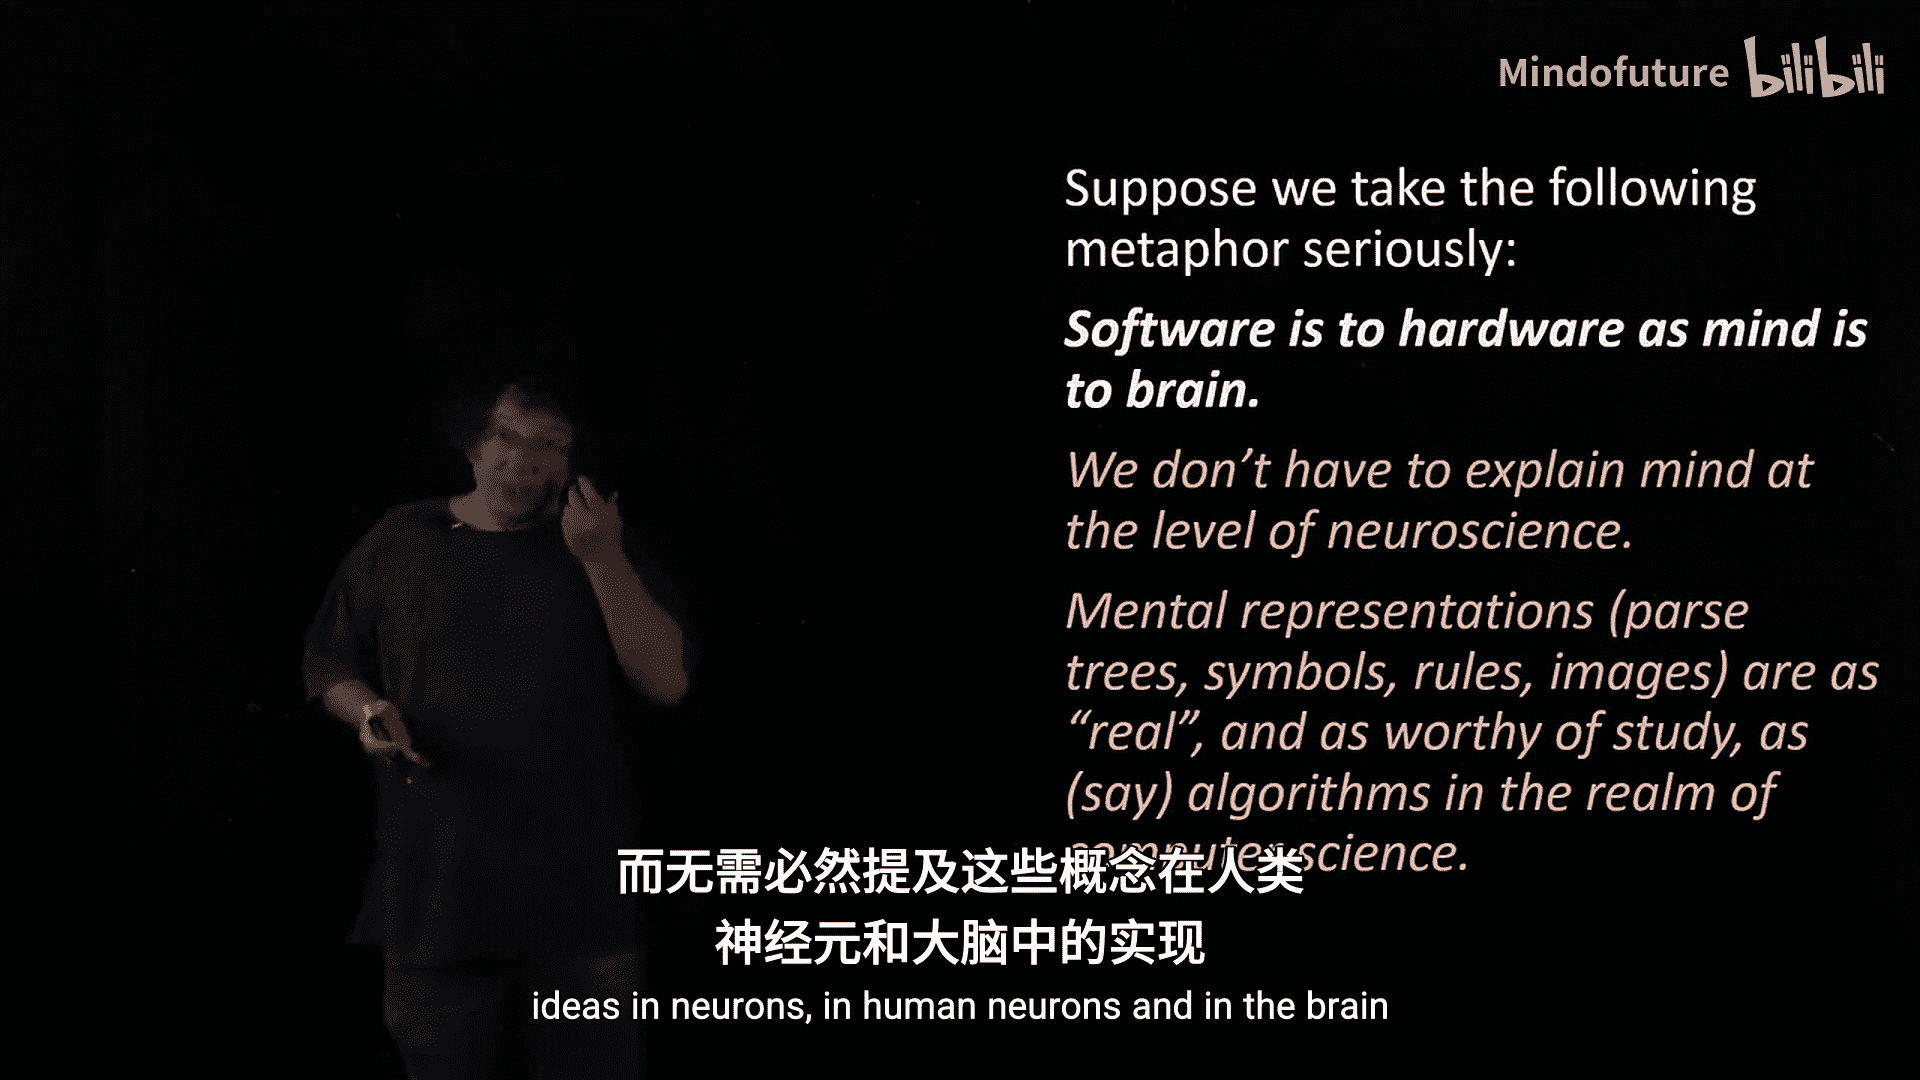 Mindofuture bilibili
Suppose we take the following
metaphor seriously:
Software is to hardware as mind is
to brain.
We don’t have to explain mind at
the level of neuroscience.
Mental representations (parse
trees, symbols, rules, images) are as
“real”, and as worthy of study, as
(say) algorithms in the realm of
computer science.
而无需必然提及这些概念在人类
神经元和大脑中的实现
ideas in neurons, in human neurons and in the brain